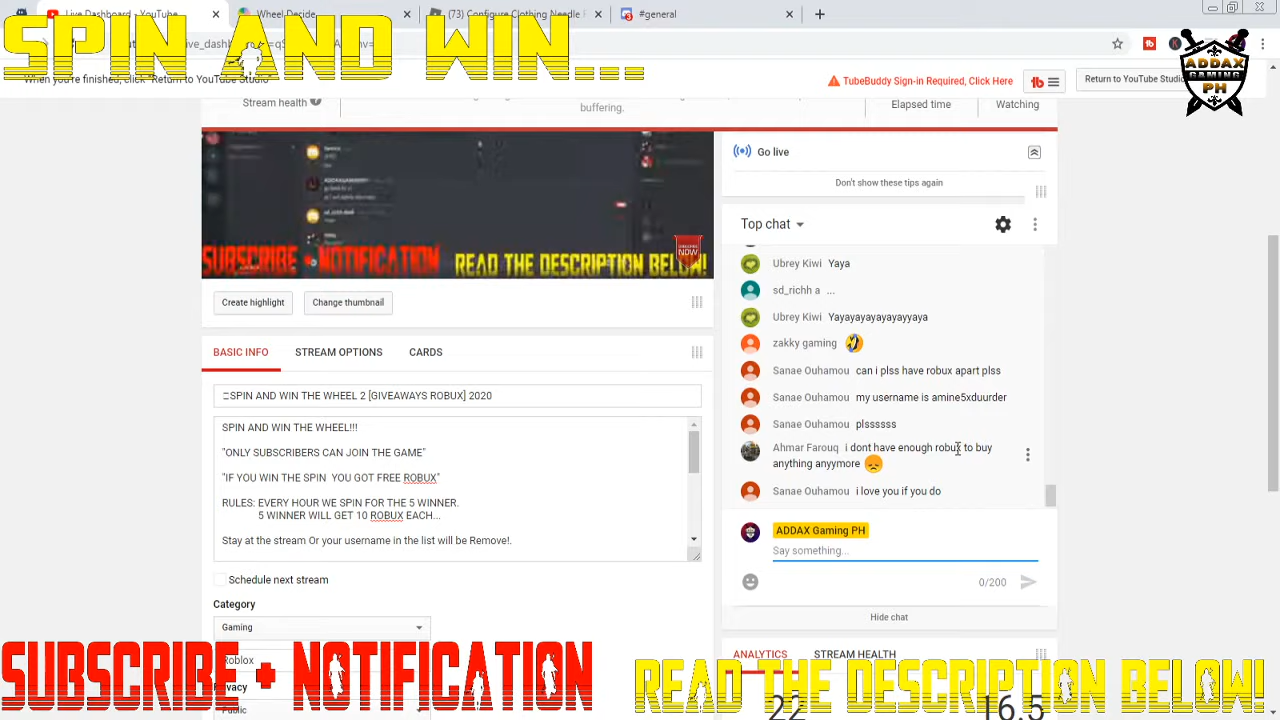 Live Dashboard - YouTube
Wheel Decide
(73) Configure Clothing Needle F
#general
SPIN AND WIN...
ive_dashbo
When you're finished, click "Return to YouTube Studio"
TubeBuddy Sign-in Required, Click Here
Return to YouTube Studio
ADDAX
GAMING
PH
Stream health
buffering.
Elapsed time
Watching
Go live
Don't show these tips again
SUBSCRIBE + NOTIFICATION
READ THE DESCRIPTION BELOW!
NOW
Create highlight
Change thumbnail
BASIC INFO
STREAM OPTIONS
CARDS
SPIN AND WIN THE WHEEL 2 [GIVEAWAYS ROBUX] 2020
SPIN AND WIN THE WHEEL!!!
"ONLY SUBSCRIBERS CAN JOIN THE GAME"
"IF YOU WIN THE SPIN YOU GOT FREE ROBUX"
RULES: EVERY HOUR WE SPIN FOR THE 5 WINNER.
5 WINNER WILL GET 10 ROBUX EACH...
Stay at the stream Or your username in the list will be Remove!.
Schedule next stream
Category
Gaming
Roblox
Privacy
Public
Top chat
Ubrey Kiwi Yaya
sd_richh a ...
Ubrey Kiwi Yayayayayayayayyaya
zakky gaming 🤣
Sanae Ouhamou can i plss have robux apart plss
Sanae Ouhamou my username is amine5xduurder
Sanae Ouhamou plssssss
Ahmar Farouq i dont have enough robux to buy
anything anyymore 😞
Sanae Ouhamou i love you if you do
ADDAX Gaming PH
Say something...
0/200
Hide chat
ANALYTICS
STREAM HEALTH
22
16.5
SUBSCRIBE + NOTIFICATION
READ THE DESCRIPTION BELOW!